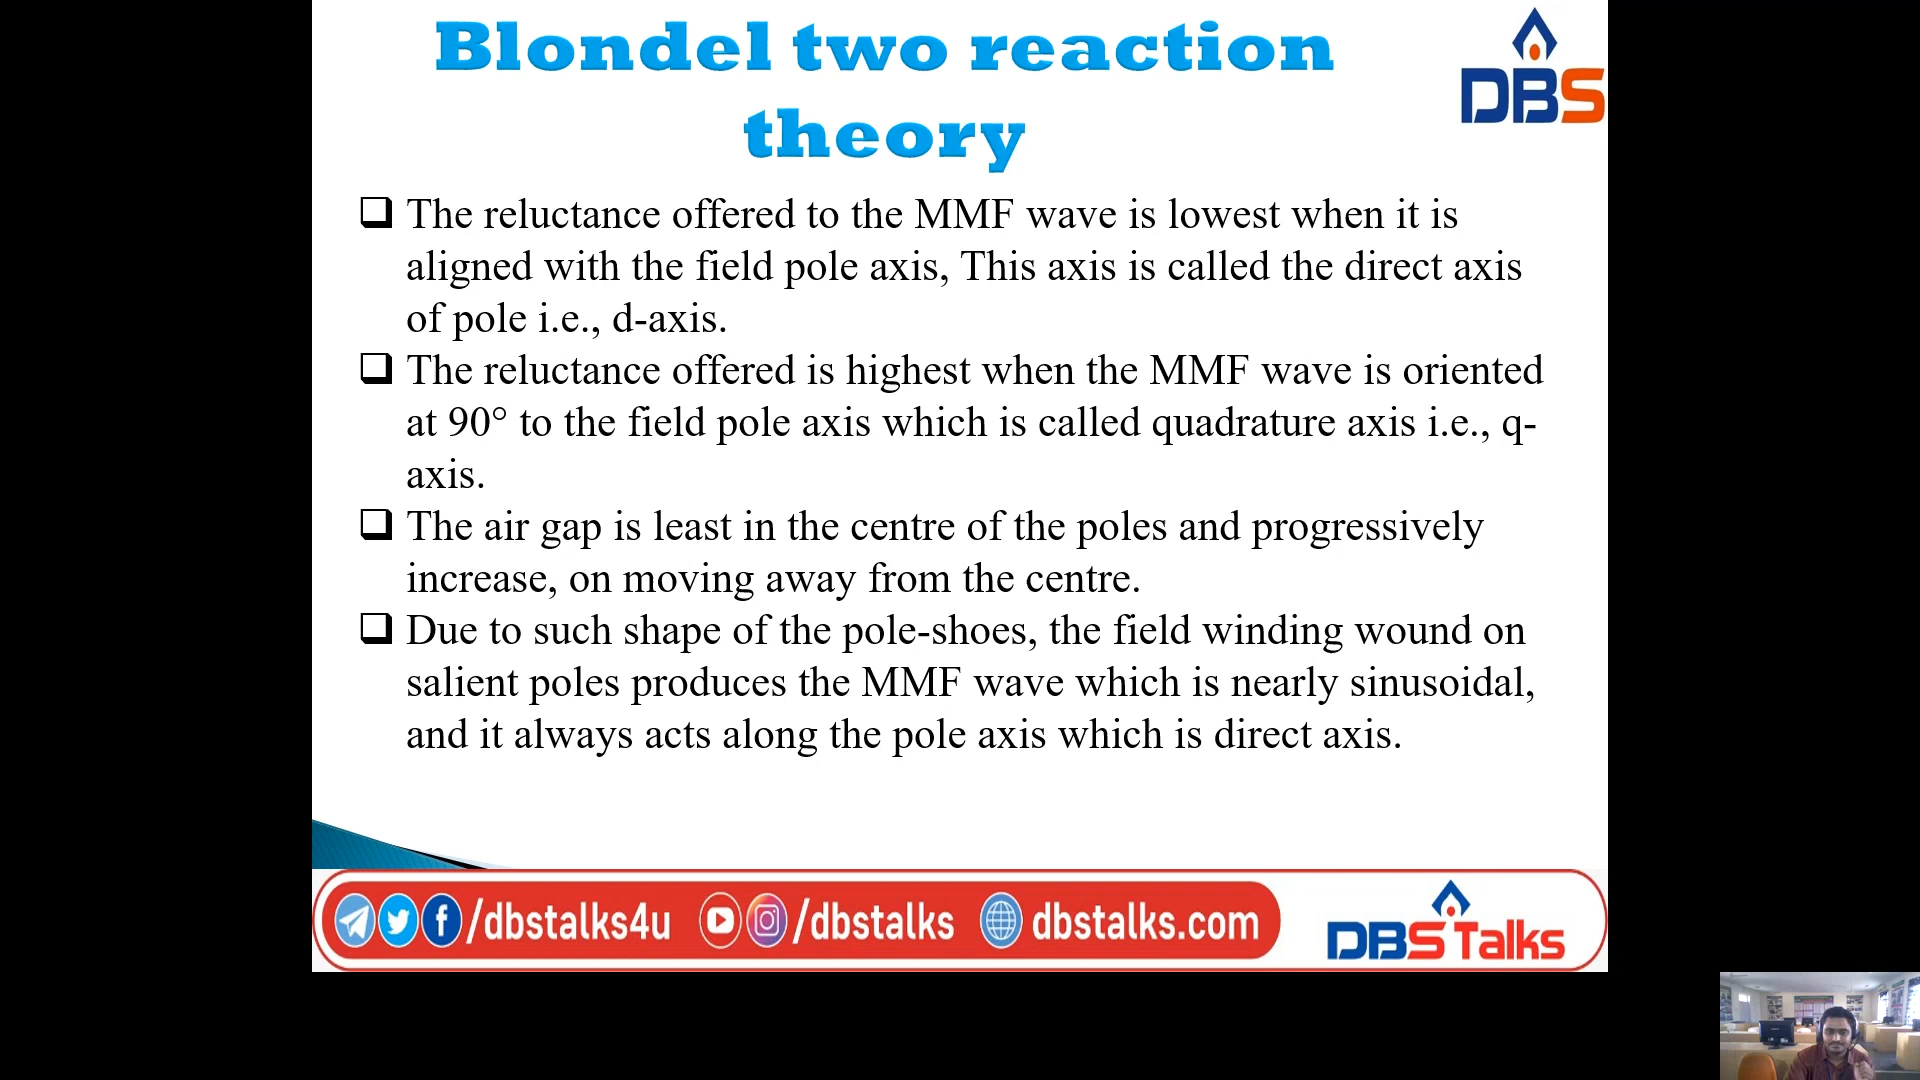 Blondel two reaction
theory
DBS
The reluctance offered to the MMF wave is lowest when it is
aligned with the field pole axis, This axis is called the direct axis
of pole i.e., d-axis.
The reluctance offered is highest when the MMF wave is oriented
at 90° to the field pole axis which is called quadrature axis i.e., q-
axis.
The air gap is least in the centre of the poles and progressively
increase, on moving away from the centre.
Due to such shape of the pole-shoes, the field winding wound on
salient poles produces the MMF wave which is nearly sinusoidal,
and it always acts along the pole axis which is direct axis.
/dbstalks4u /dbstalks dbstalks.com
DBS Talks